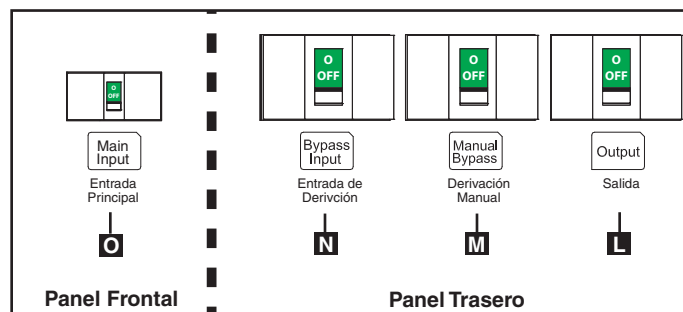 O
OFF
Main
Input
Entrada
Principal
O
Panel Frontal
O
OFF
Bypass
Input
Entrada de
Derivción
N
O
OFF
Manual
Bypass
Derivación
Manual
M
O
OFF
Output
Salida
L
Panel Trasero